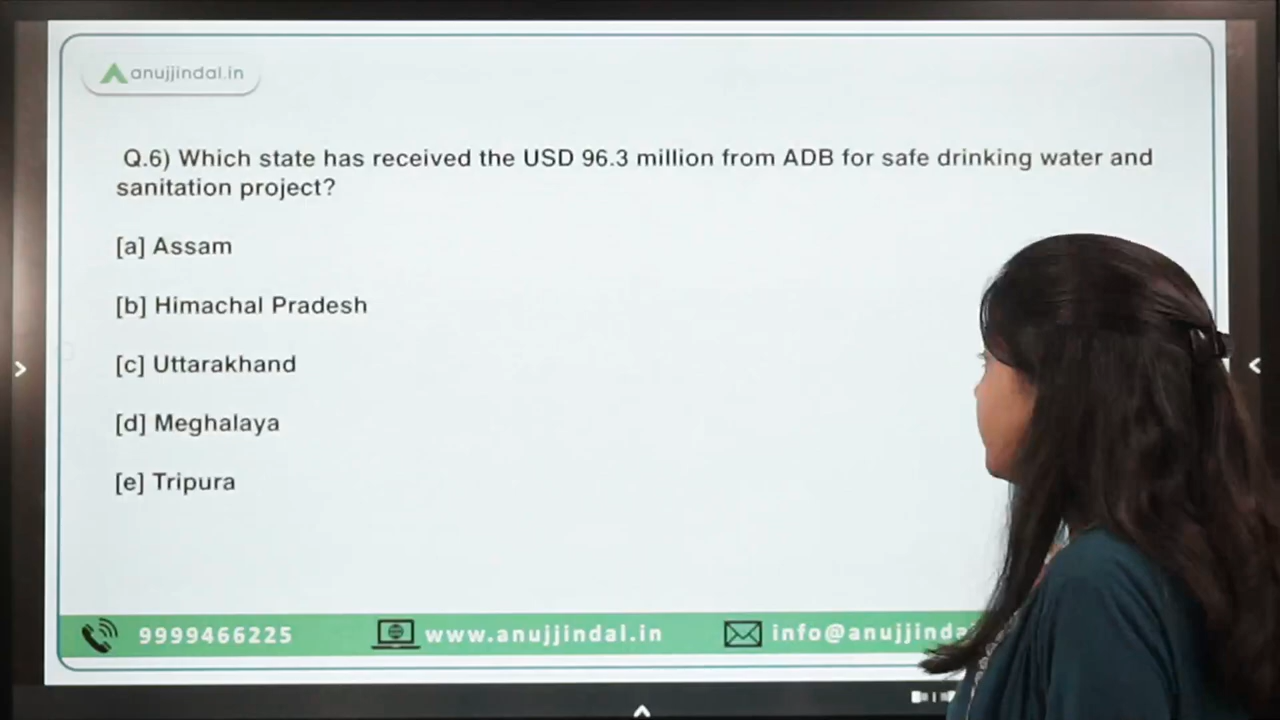 anujjindal.in
Q.6) Which state has received the USD 96.3 million from ADB for safe drinking water and
sanitation project?
[a] Assam
[b] Himachal Pradesh
[c] Uttarakhand
[d] Meghalaya
[e] Tripura
9999466225
www.anujjindal.in
info@anujjinda